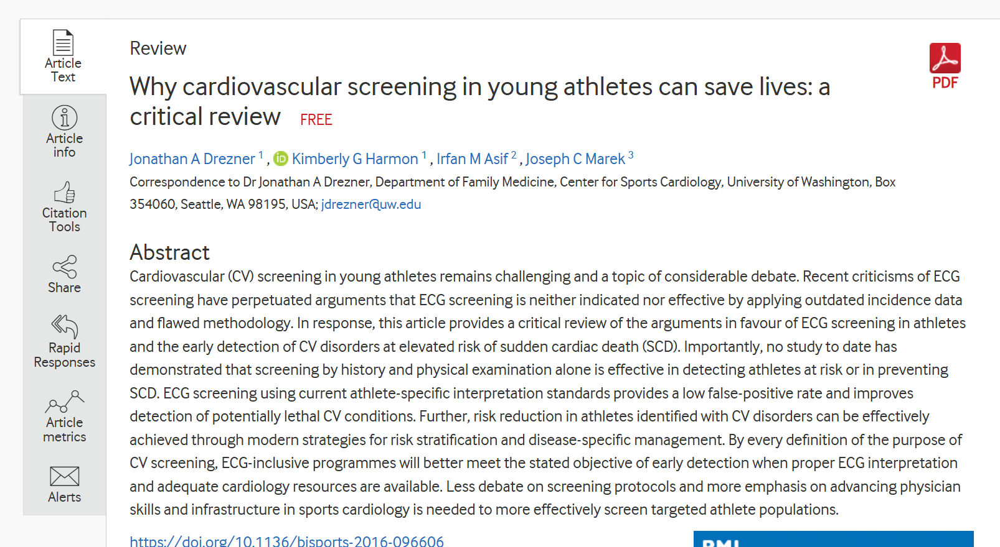 Article
Text
Article
info
Citation
Tools
Share
Rapid
Responses
Article
metrics
Alerts
Review
PDF
Why cardiovascular screening in young athletes can save lives: a
critical review FREE
Jonathan A Drezner 1 , iD Kimberly G Harmon 1 , Irfan M Asif 2 , Joseph C Marek 3
Correspondence to Dr Jonathan A Drezner, Department of Family Medicine, Center for Sports Cardiology, University of Washington, Box
354060, Seattle, WA 98195, USA; jdrezner@uw.edu
Abstract
Cardiovascular (CV) screening in young athletes remains challenging and a topic of considerable debate. Recent criticisms of ECG
screening have perpetuated arguments that ECG screening is neither indicated nor effective by applying outdated incidence data
and flawed methodology. In response, this article provides a critical review of the arguments in favour of ECG screening in athletes
and the early detection of CV disorders at elevated risk of sudden cardiac death (SCD). Importantly, no study to date has
demonstrated that screening by history and physical examination alone is effective in detecting athletes at risk or in preventing
SCD. ECG screening using current athlete-specific interpretation standards provides a low false-positive rate and improves
detection of potentially lethal CV conditions. Further, risk reduction in athletes identified with CV disorders can be effectively
achieved through modern strategies for risk stratification and disease-specific management. By every definition of the purpose of
CV screening, ECG-inclusive programmes will better meet the stated objective of early detection when proper ECG interpretation
and adequate cardiology resources are available. Less debate on screening protocols and more emphasis on advancing physician
skills and infrastructure in sports cardiology is needed to more effectively screen targeted athlete populations.
https://doi.org/10.1136/bjsports-2016-096606
BMJ